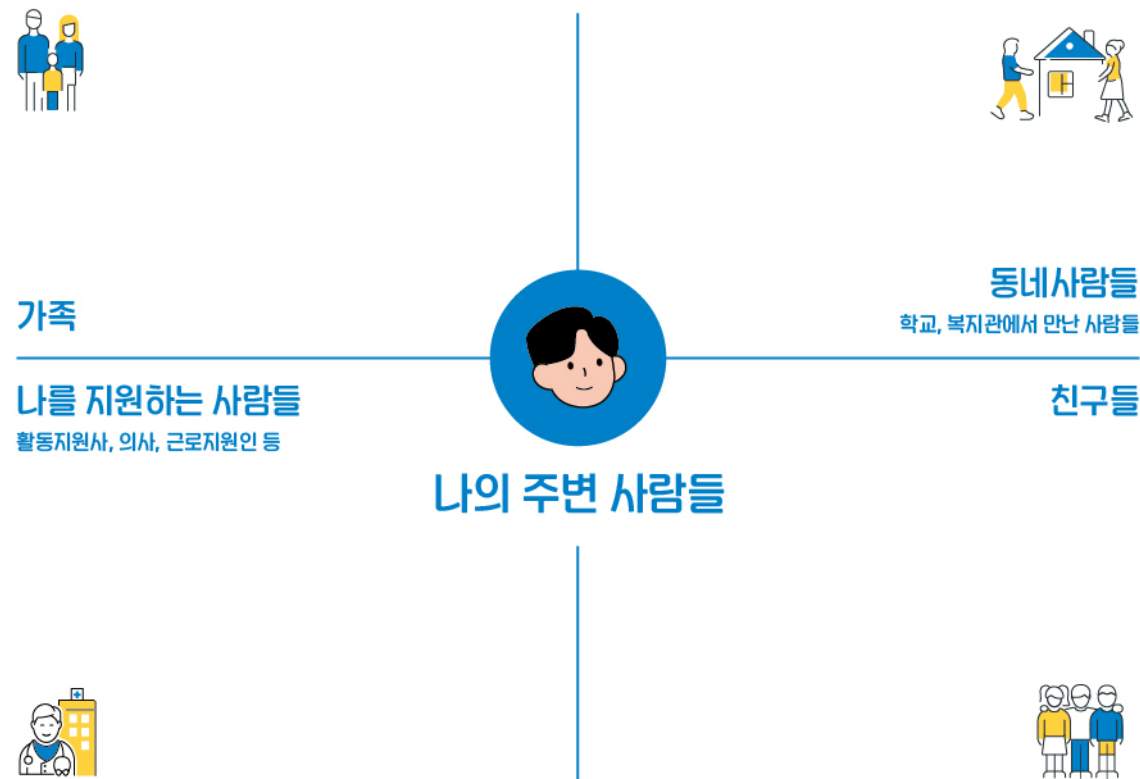 가족
동네사람들
학교, 복지관에서 만난 사람들
나를 지원하는 사람들
활동지원사, 의사, 근로지원인 등
친구들
나의 주변 사람들